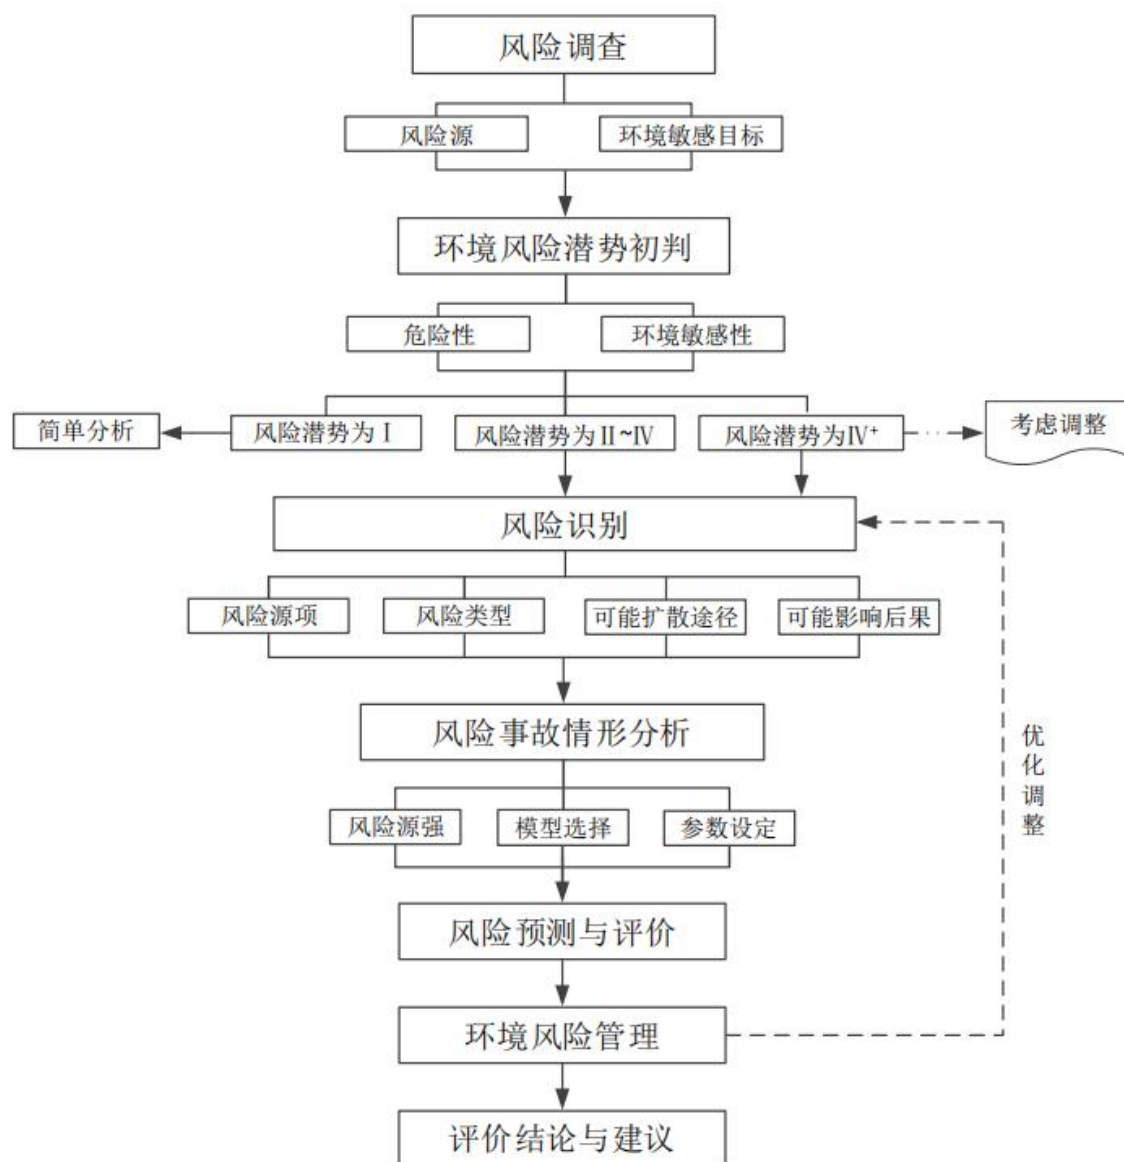 风险调查
风险源
环境敏感目标
环境风险潜势初判
危险性
环境敏感性
简单分析
风险潜势为Ⅰ
风险潜势为Ⅱ~Ⅳ
风险潜势为Ⅳ⁺
考虑调整
风险识别
风险源项
风险类型
可能扩散途径
可能影响后果
风险事故情形分析
优化调整
风险源强
模型选择
参数设定
风险预测与评价
环境风险管理
评价结论与建议